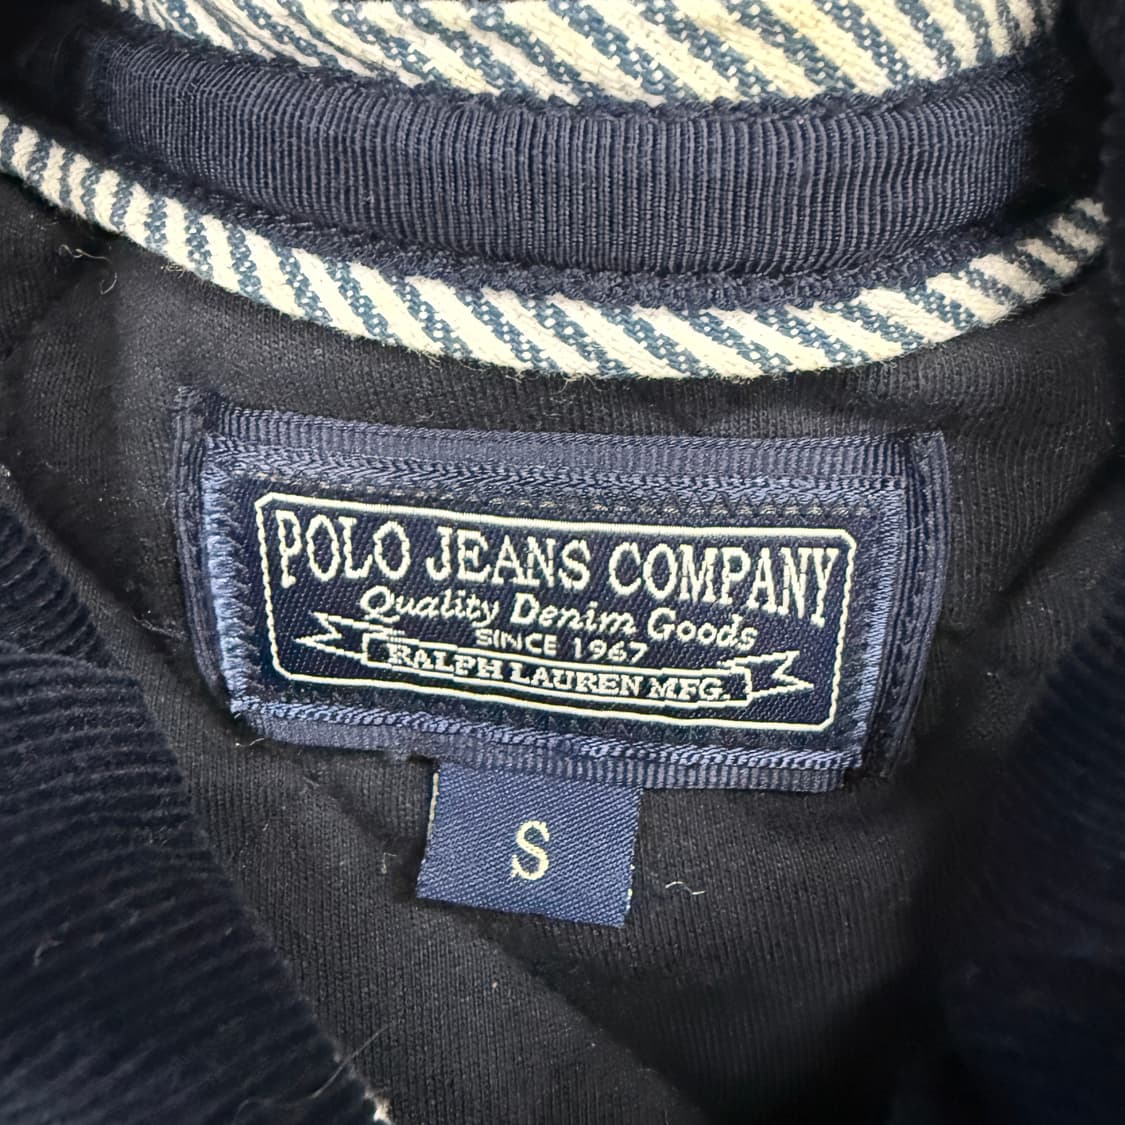 POLO JEANS COMPANY
Quality Denim Goods
SINCE 1967
RALPH LAUREN MFG.
S